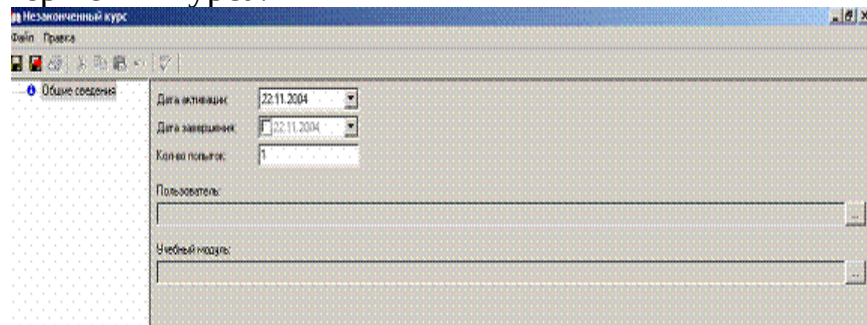 Незаконченный курс
Файл Правка
Общие сведения
Дата активации: 22.11.2004
Дата завершения: 22.11.2004
Кол-во попыток: 1
Пользователь:
...
Учебный модуль:
...